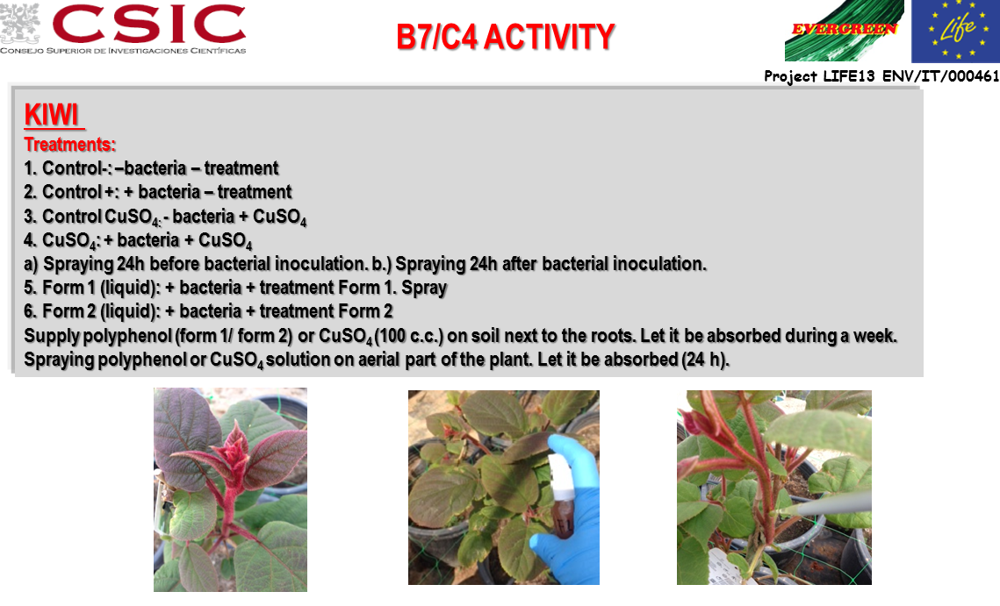 CSIC
CONSEJO SUPERIOR DE INVESTIGACIONES CIENTÍFICAS
B7/C4 ACTIVITY
EVERGREEN
Life
Project LIFE13 ENV/IT/000461
KIWI
Treatments:
1. Control-: –bacteria – treatment
2. Control +: + bacteria – treatment
3. Control CuSO4: - bacteria + CuSO4
4. CuSO4: + bacteria + CuSO4
a) Spraying 24h before bacterial inoculation. b.) Spraying 24h after bacterial inoculation.
5. Form 1 (liquid): + bacteria + treatment Form 1. Spray
6. Form 2 (liquid): + bacteria + treatment Form 2
Supply polyphenol (form 1/ form 2) or CuSO4 (100 c.c.) on soil next to the roots. Let it be absorbed during a week.
Spraying polyphenol or CuSO4 solution on aerial part of the plant. Let it be absorbed (24 h).